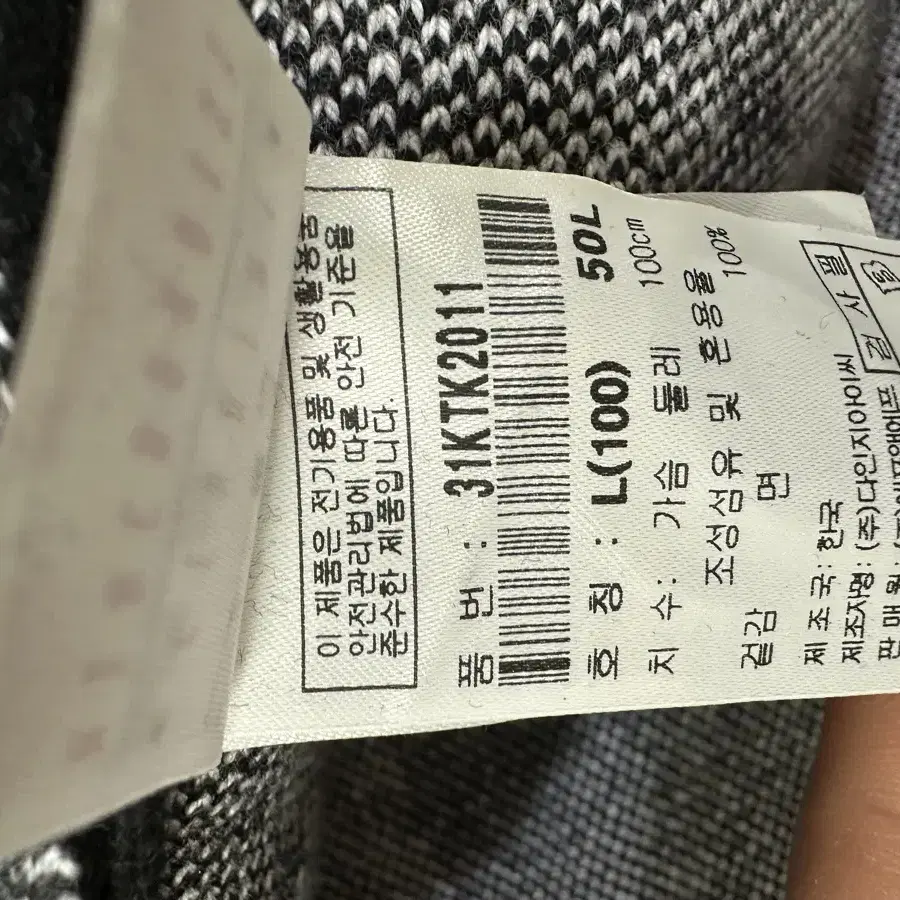 이 제품은 전기용품 및 생활용품
안전관리법에 따른 안전 기준을
준수한 제품입니다.
품 번 : 31KTK2011
호 칭 : L(100) 50L
치 수: 가슴 둘레 100cm
조성섬유 및 혼용율
겉감 면 100%
제 조 국: 한국
제조자명: (주)다인지아이씨
판 매 원: (주)
검 사 필